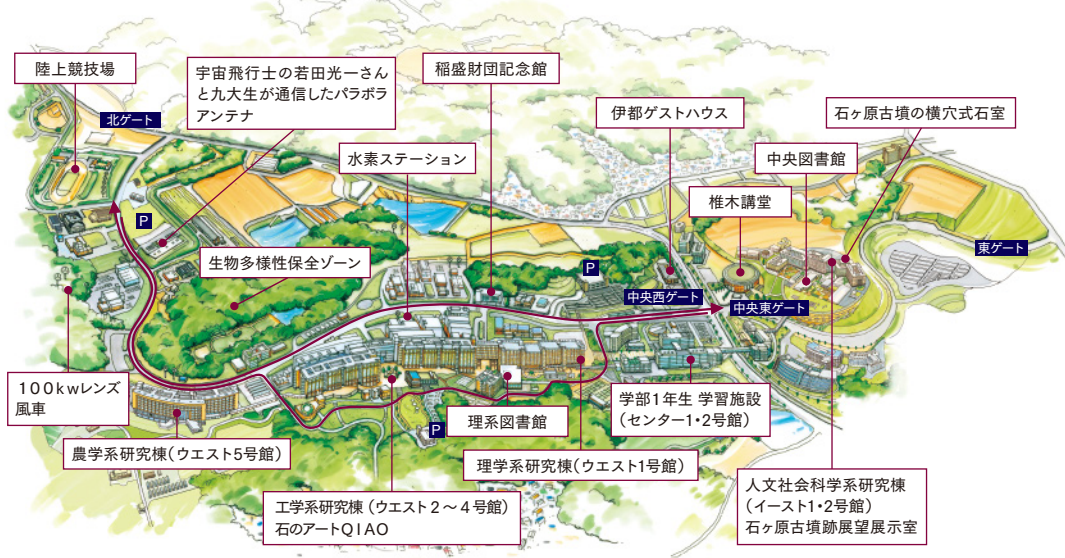 陸上競技場
宇宙飛行士の若田光一さん
と九大生が通信したパラボラ
アンテナ
稲盛財団記念館
北ゲート
伊都ゲストハウス
石ヶ原古墳の横穴式石室
水素ステーション
中央図書館
椎木講堂
P
東ゲート
生物多様性保全ゾーン
P
中央西ゲート
中央東ゲート
100kwレンズ
風車
理系図書館
学部1年生 学習施設
(センター1・2号館)
P
農学系研究棟(ウエスト5号館)
理学系研究棟(ウエスト1号館)
工学系研究棟(ウエスト2～4号館)
石のアートQIAO
人文社会科学系研究棟
(イースト1・2号館)
石ヶ原古墳跡展望展示室